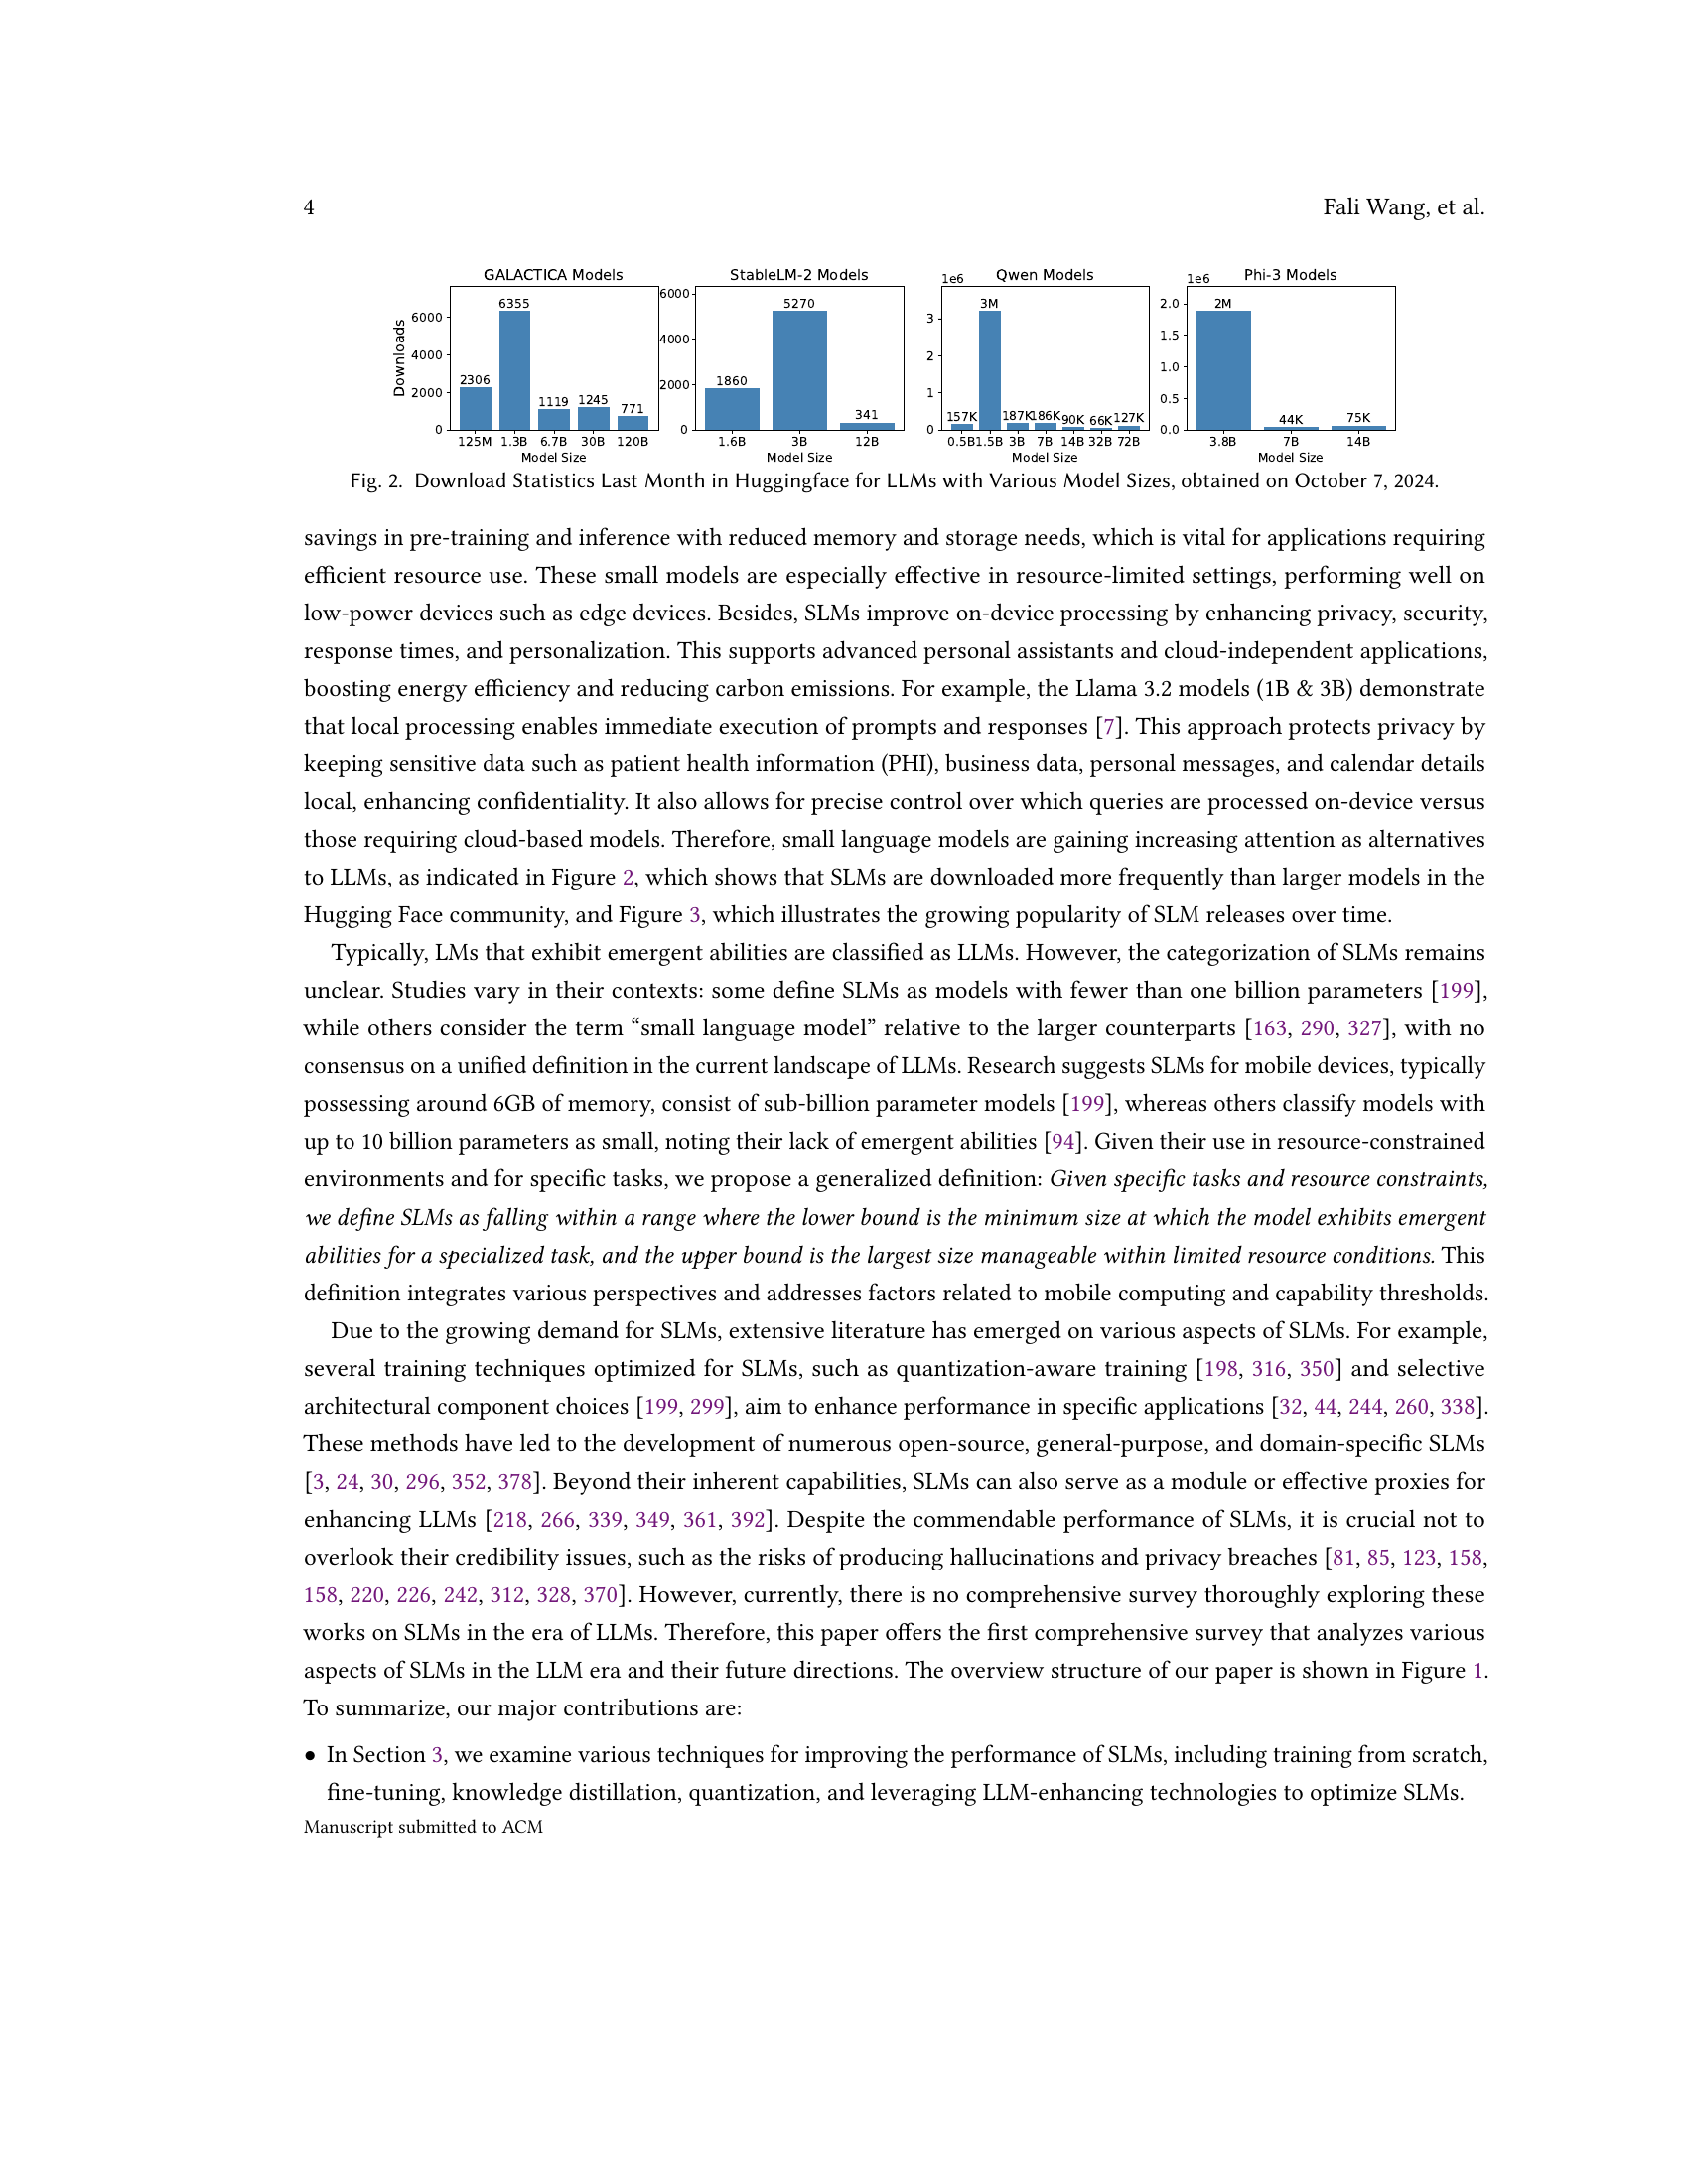 4
Fali Wang, et al.
GALACTICA Models
Downloads
6000
4000
2000
0
2306
6355
1119
1245
771
125M 1.3B 6.7B 30B 120B
Model Size
StableLM-2 Models
6000
4000
2000
0
1860
5270
341
1.6B 3B 12B
Model Size
Qwen Models
1e6
3
2
1
0
157K
3M
187K
186K
90K
66K
127K
0.5B 1.5B 3B 7B 14B 32B 72B
Model Size
Phi-3 Models
1e6
2.0
1.5
1.0
0.5
0.0
2M
44K
75K
3.8B 7B 14B
Model Size
Fig. 2. Download Statistics Last Month in Huggingface for LLMs with Various Model Sizes, obtained on October 7, 2024.
savings in pre-training and inference with reduced memory and storage needs, which is vital for applications requiring
efficient resource use. These small models are especially effective in resource-limited settings, performing well on
low-power devices such as edge devices. Besides, SLMs improve on-device processing by enhancing privacy, security,
response times, and personalization. This supports advanced personal assistants and cloud-independent applications,
boosting energy efficiency and reducing carbon emissions. For example, the Llama 3.2 models (1B & 3B) demonstrate
that local processing enables immediate execution of prompts and responses [7]. This approach protects privacy by
keeping sensitive data such as patient health information (PHI), business data, personal messages, and calendar details
local, enhancing confidentiality. It also allows for precise control over which queries are processed on-device versus
those requiring cloud-based models. Therefore, small language models are gaining increasing attention as alternatives
to LLMs, as indicated in Figure 2, which shows that SLMs are downloaded more frequently than larger models in the
Hugging Face community, and Figure 3, which illustrates the growing popularity of SLM releases over time.
Typically, LMs that exhibit emergent abilities are classified as LLMs. However, the categorization of SLMs remains
unclear. Studies vary in their contexts: some define SLMs as models with fewer than one billion parameters [199],
while others consider the term “small language model” relative to the larger counterparts [163, 290, 327], with no
consensus on a unified definition in the current landscape of LLMs. Research suggests SLMs for mobile devices, typically
possessing around 6GB of memory, consist of sub-billion parameter models [199], whereas others classify models with
up to 10 billion parameters as small, noting their lack of emergent abilities [94]. Given their use in resource-constrained
environments and for specific tasks, we propose a generalized definition: Given specific tasks and resource constraints,
we define SLMs as falling within a range where the lower bound is the minimum size at which the model exhibits emergent
abilities for a specialized task, and the upper bound is the largest size manageable within limited resource conditions. This
definition integrates various perspectives and addresses factors related to mobile computing and capability thresholds.
Due to the growing demand for SLMs, extensive literature has emerged on various aspects of SLMs. For example,
several training techniques optimized for SLMs, such as quantization-aware training [198, 316, 350] and selective
architectural component choices [199, 299], aim to enhance performance in specific applications [32, 44, 244, 260, 338].
These methods have led to the development of numerous open-source, general-purpose, and domain-specific SLMs
[3, 24, 30, 296, 352, 378]. Beyond their inherent capabilities, SLMs can also serve as a module or effective proxies for
enhancing LLMs [218, 266, 339, 349, 361, 392]. Despite the commendable performance of SLMs, it is crucial not to
overlook their credibility issues, such as the risks of producing hallucinations and privacy breaches [81, 85, 123, 158,
158, 220, 226, 242, 312, 328, 370]. However, currently, there is no comprehensive survey thoroughly exploring these
works on SLMs in the era of LLMs. Therefore, this paper offers the first comprehensive survey that analyzes various
aspects of SLMs in the LLM era and their future directions. The overview structure of our paper is shown in Figure 1.
To summarize, our major contributions are:
• In Section 3, we examine various techniques for improving the performance of SLMs, including training from scratch,
fine-tuning, knowledge distillation, quantization, and leveraging LLM-enhancing technologies to optimize SLMs.
Manuscript submitted to ACM